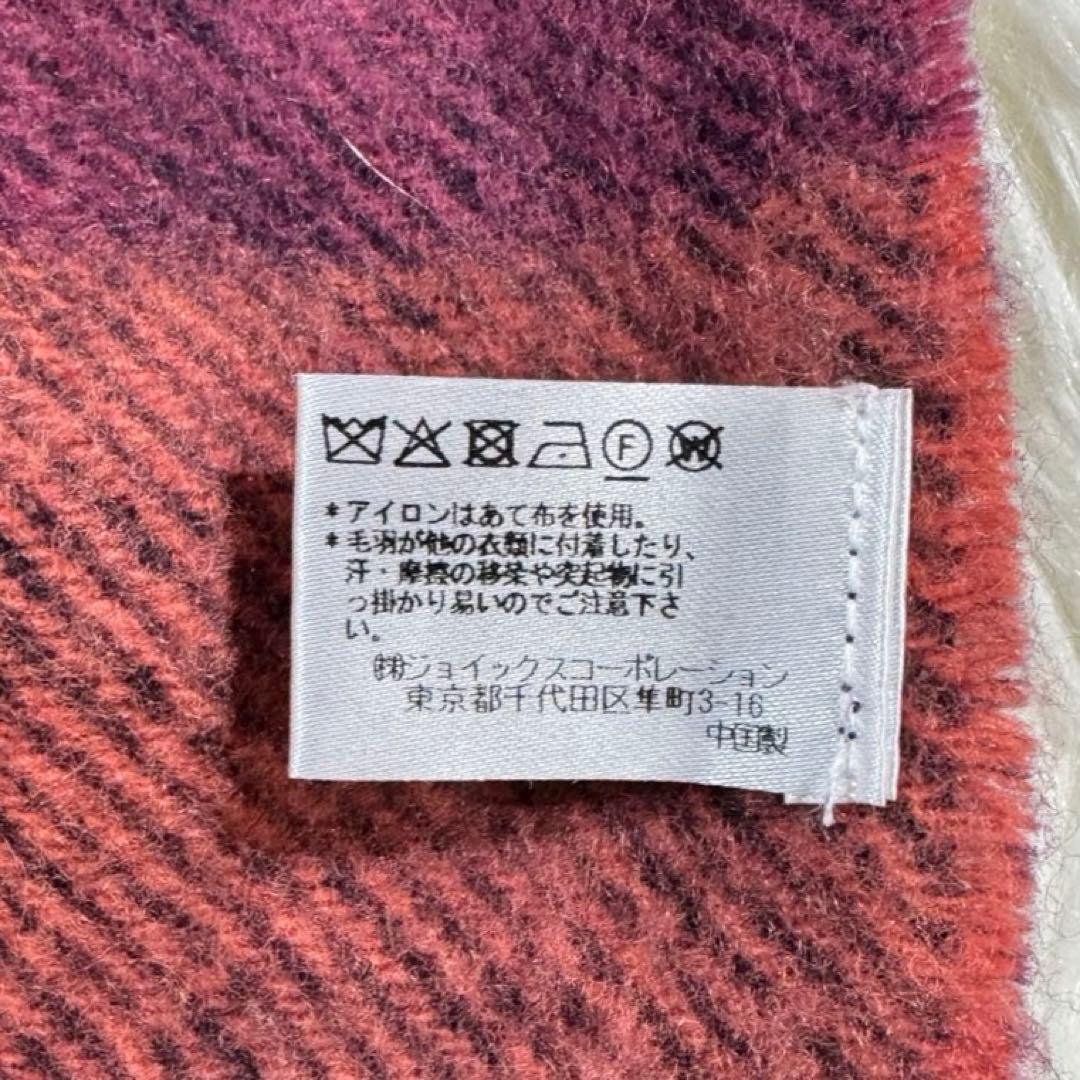 F W
*アイロンはあて布を使用。
*毛羽が他の衣類に付着したり、
汗・摩擦の移染や突起物に引
っ掛かり易いのでご注意下さ
い。
㈱ジョイックスコーポレーション
東京都千代田区隼町3-16
中国製